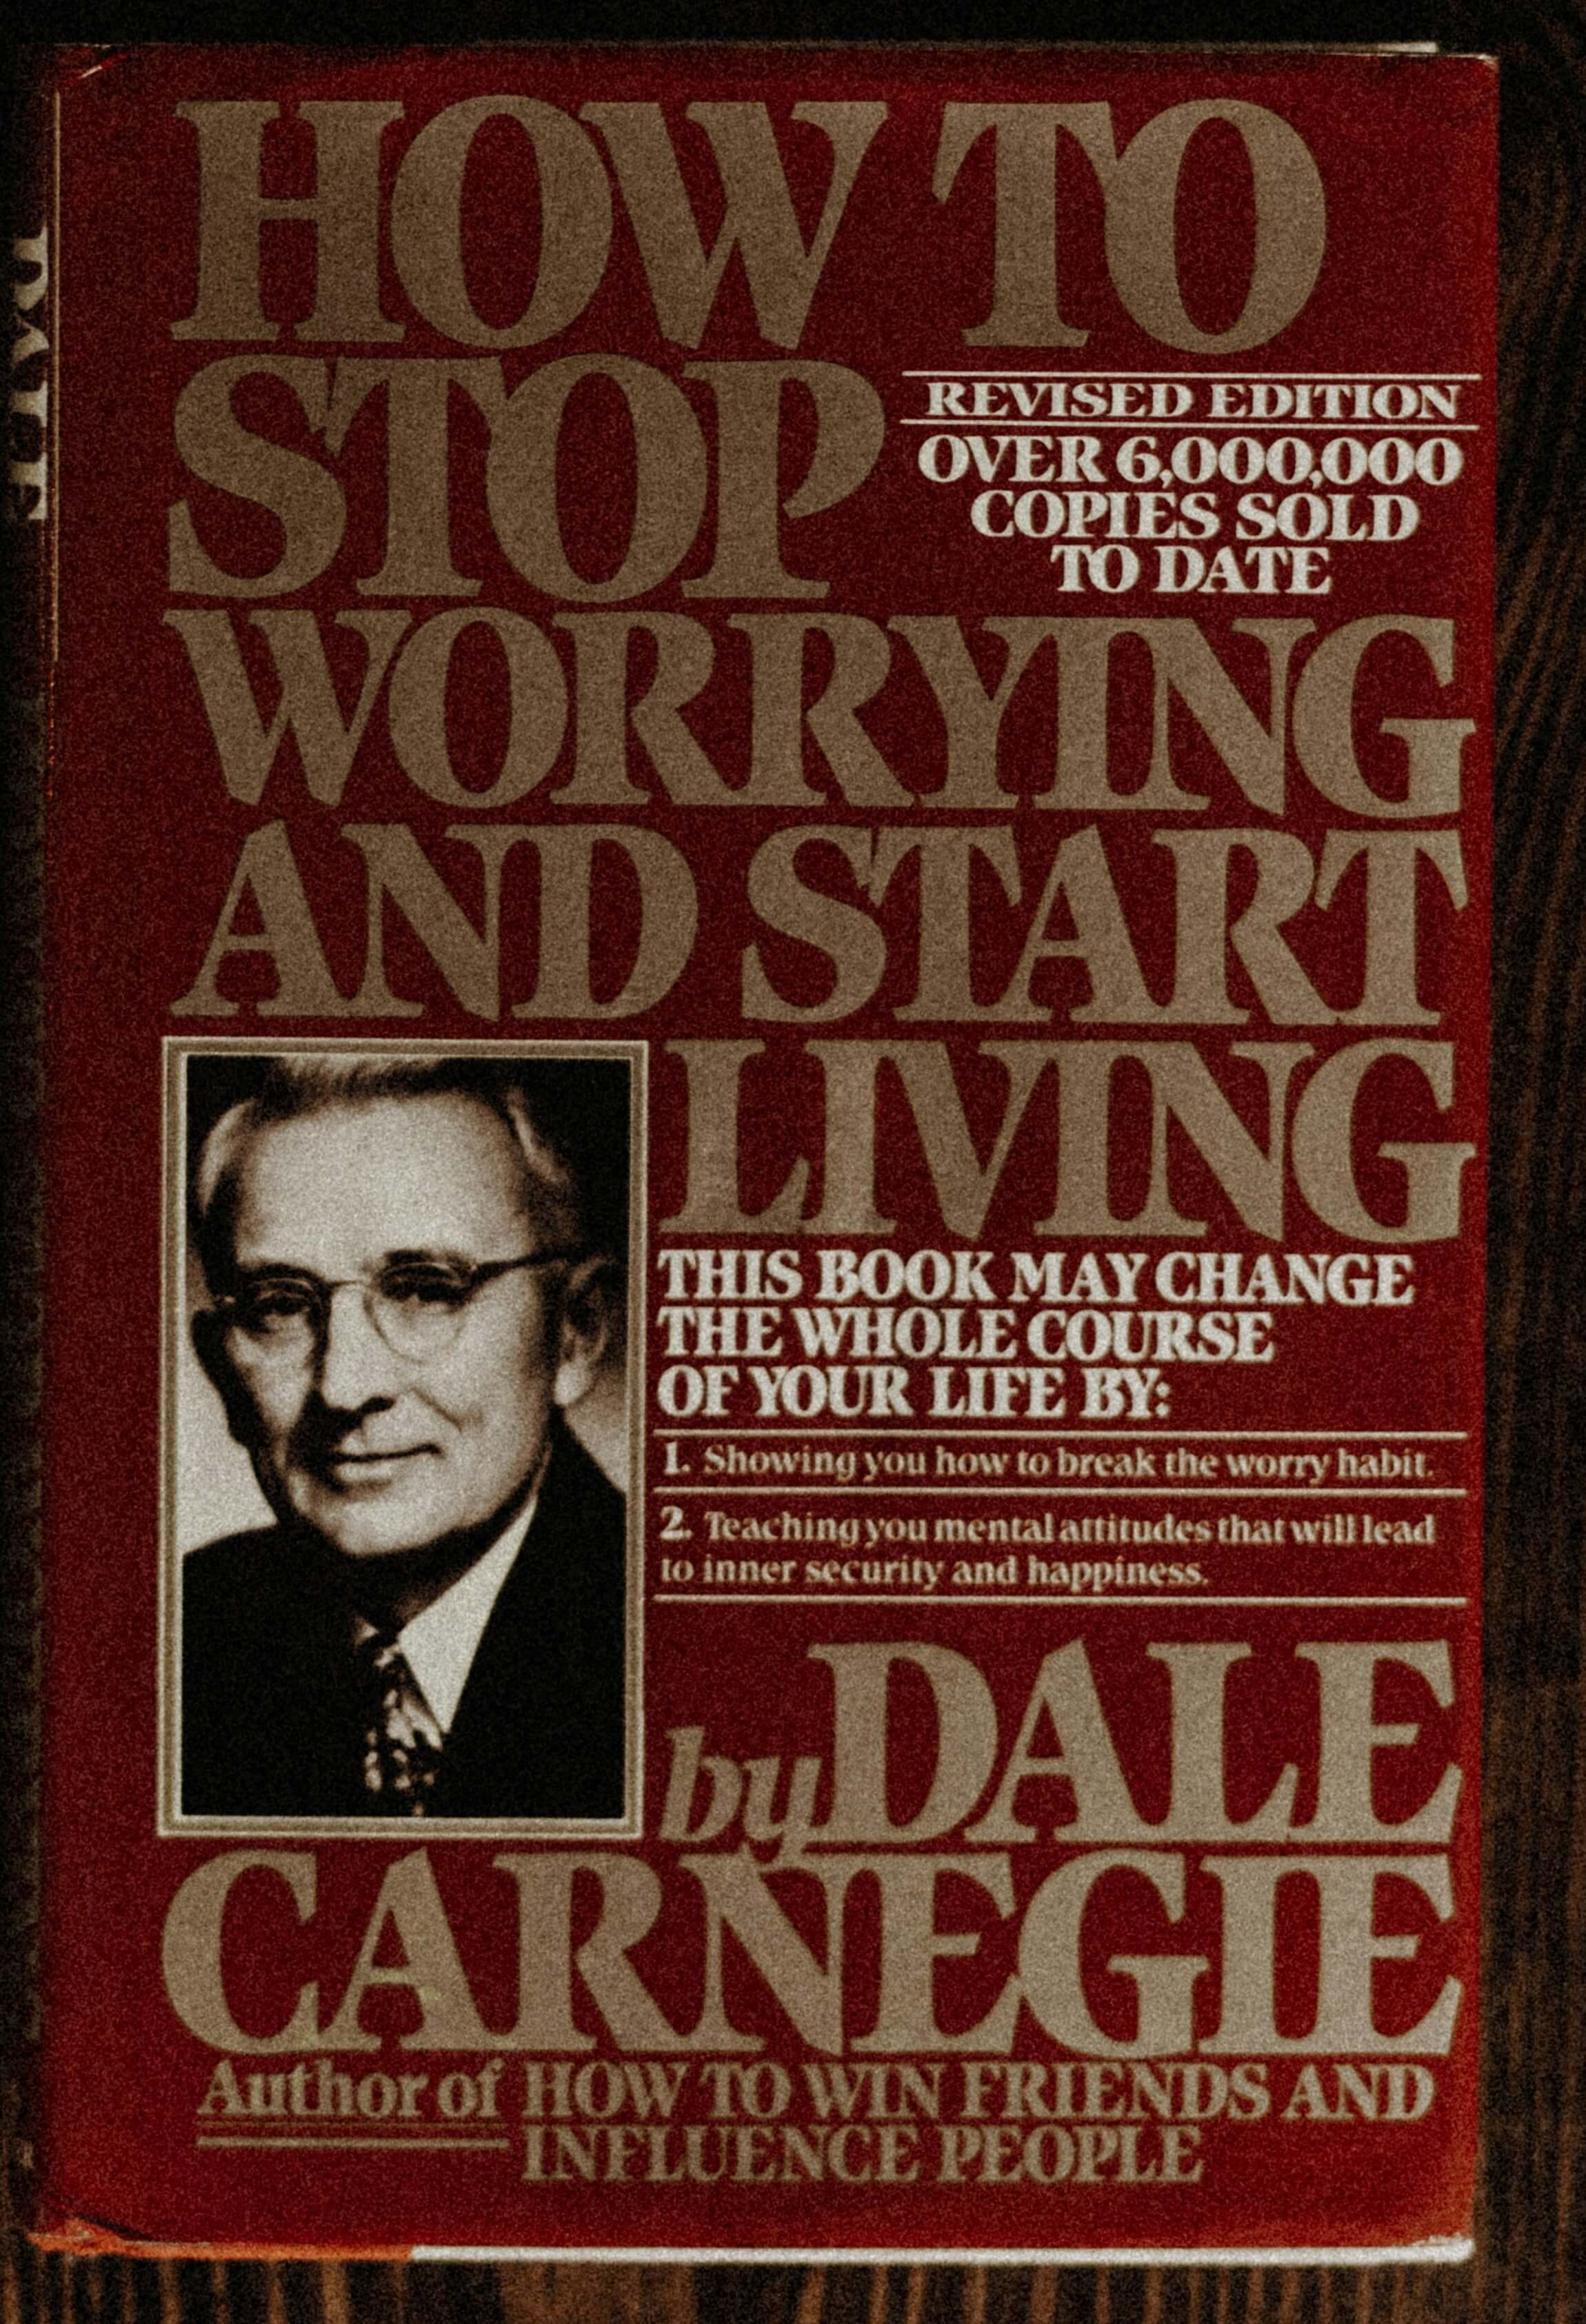 HOW TO
STOP
REVISED EDITION
OVER 6,000,000
COPIES SOLD
TO DATE
WORRYING
AND START
LIVING
THIS BOOK MAY CHANGE
THE WHOLE COURSE
OF YOUR LIFE BY:
1. Showing you how to break the worry habit.
2. Teaching you mental attitudes that will lead
to inner security and happiness.
by DALE
CARNEGIE
Author of HOW TO WIN FRIENDS AND
INFLUENCE PEOPLE
DALE